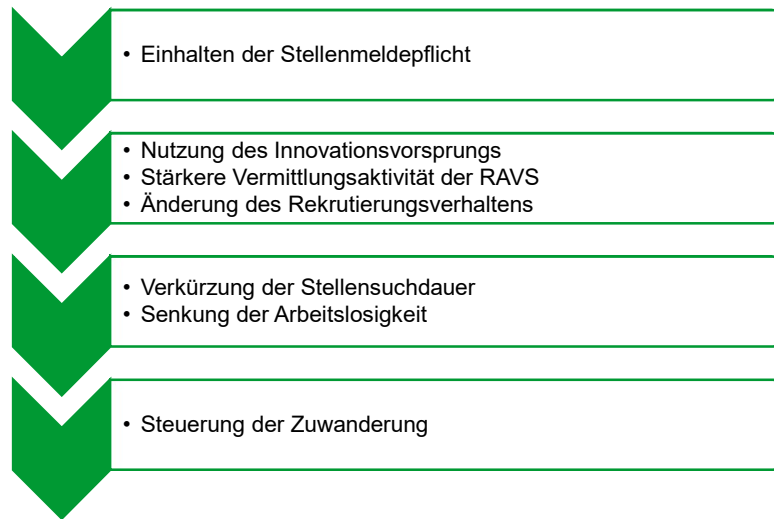 • Einhalten der Stellenmeldepflicht
• Nutzung des Innovationsvorsprungs
• Stärkere Vermittlungsaktivität der RAVS
• Änderung des Rekrutierungsverhaltens
• Verkürzung der Stellensuchdauer
• Senkung der Arbeitslosigkeit
• Steuerung der Zuwanderung